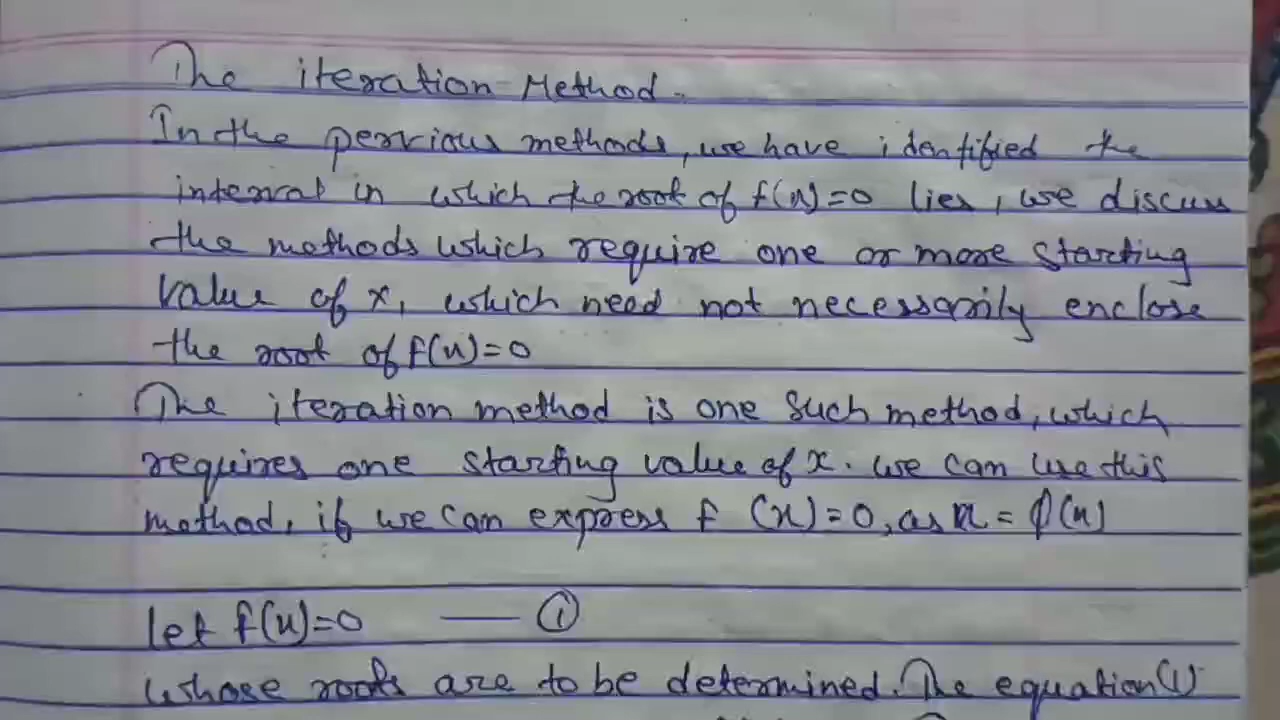 The iteration Method.
In the pervious methods, we have identified the
interval in which the root of f(x)=0 lies, we discuss
the methods which require one or more starting
value of x, which need not necessarily enclose
the root of f(x)=0
The iteration method is one such method, which
requires one starting value of x. we can use this
method, if we can express f (x)=0, as x = φ(x)
let f(x)=0 — ①
whose roots are to be determined. The equation (1)